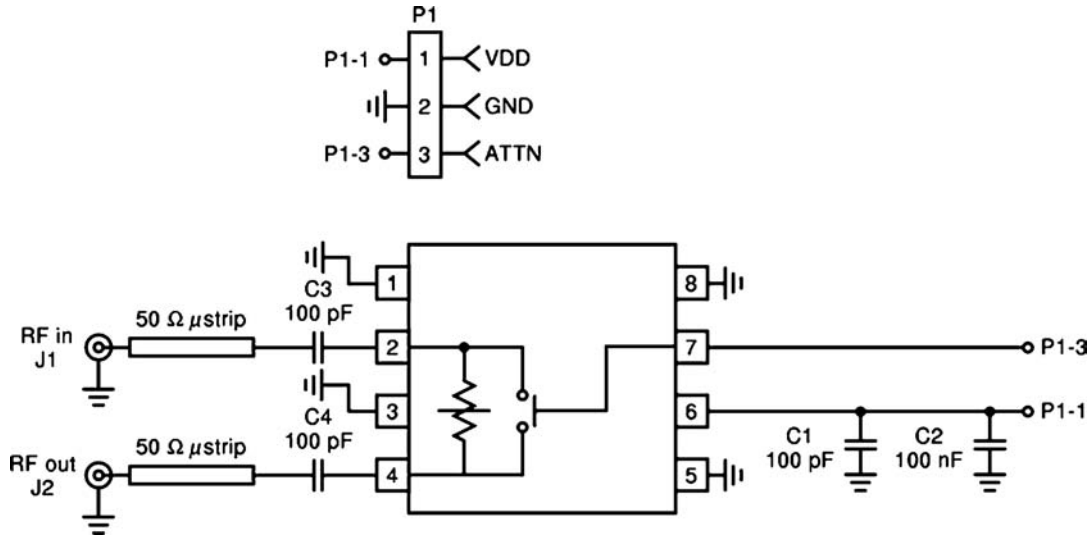 P1
P1-1 1 VDD
2 GND
P1-3 3 ATTN
1 8
C3
100 pF
50 Ω μstrip
RF in
J1
2 7 P1-3
3 6 P1-1
C4
100 pF
50 Ω μstrip
C1
100 pF
C2
100 nF
RF out
J2
4 5